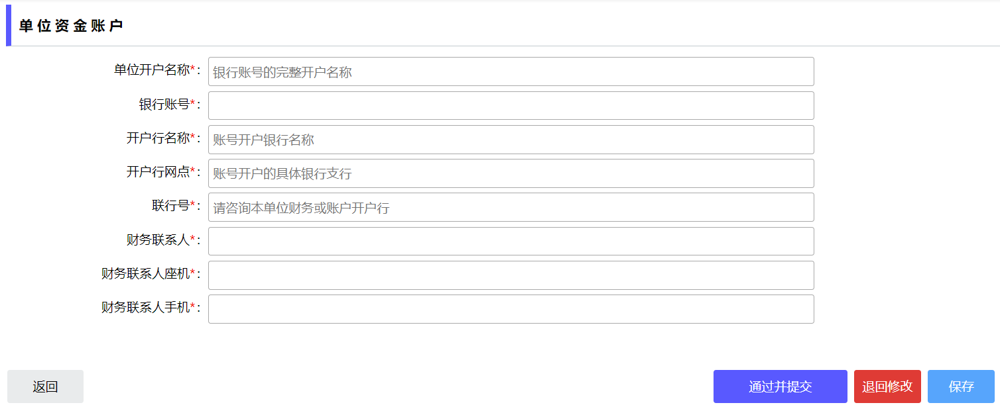 单位资金账户
单位开户名称*： 银行账号的完整开户名称
银行账号*：
开户行名称*： 账号开户银行名称
开户行网点*： 账号开户的具体银行支行
联行号*： 请咨询本单位财务或账户开户行
财务联系人*：
财务联系人座机*：
财务联系人手机*：
返回 通过并提交 退回修改 保存